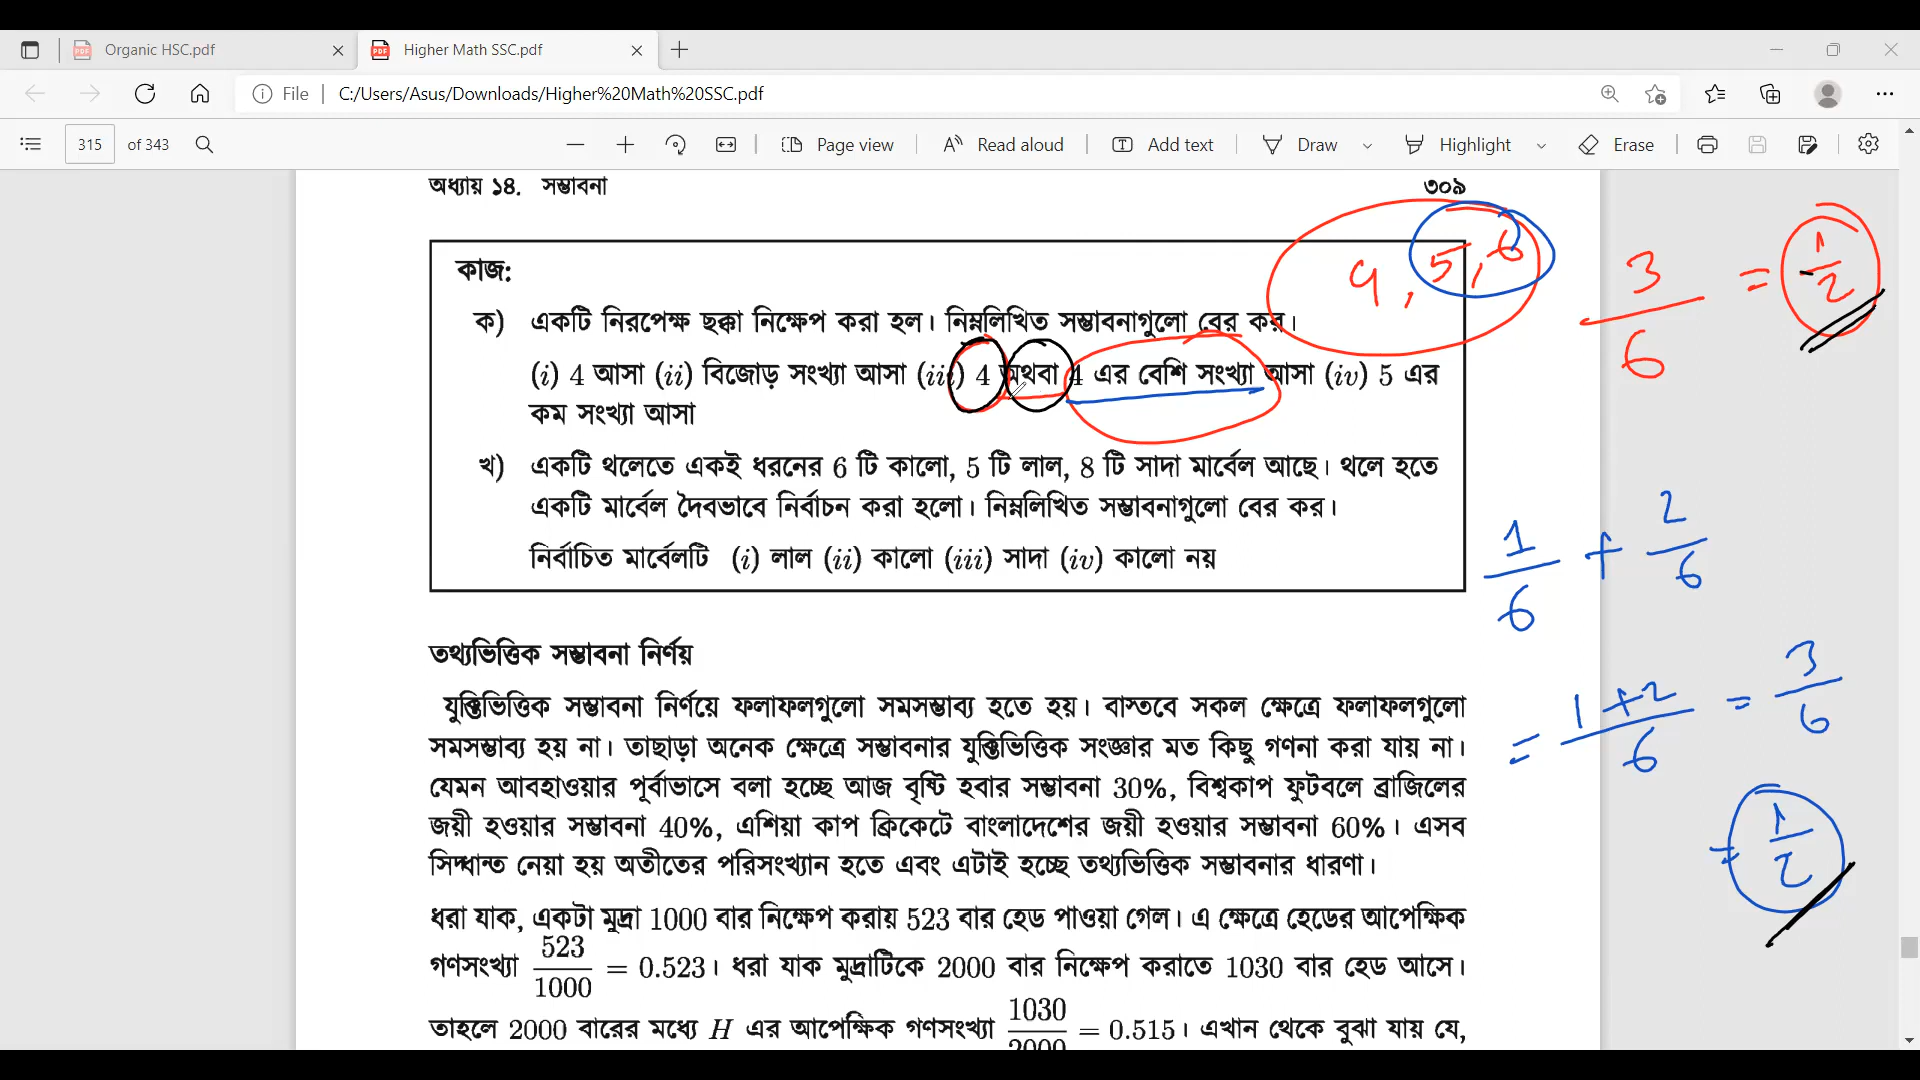 Organic HSC.pdf
Higher Math SSC.pdf
File
C:/Users/Asus/Downloads/Higher%20Math%20SSC.pdf
315 of 343
Page view
Read aloud
Add text
Draw
Highlight
Erase
অধ্যায় ১৪. সম্ভাবনা ৩০৯
কাজ:
ক) একটি নিরপেক্ষ ছক্কা নিক্ষেপ করা হল। নিম্নলিখিত সম্ভাবনাগুলো বের কর।
(i) 4 আসা (ii) বিজোড় সংখ্যা আসা (iii) 4 অথবা 4 এর বেশি সংখ্যা আসা (iv) 5 এর
কম সংখ্যা আসা
খ) একটি থলেতে একই ধরনের 6 টি কালো, 5 টি লাল, 8 টি সাদা মার্বেল আছে। থলে হতে
একটি মার্বেল দৈবভাবে নির্বাচন করা হলো। নিম্নলিখিত সম্ভাবনাগুলো বের কর।
নির্বাচিত মার্বেলটি (i) লাল (ii) কালো (iii) সাদা (iv) কালো নয়
4, 5, 6
3/6 = 1/2
1/6 + 2/6
= 1+2/6 = 3/6
= 1/2
তথ্যভিত্তিক সম্ভাবনা নির্ণয়
যুক্তিভিত্তিক সম্ভাবনা নির্ণয়ে ফলাফলগুলো সমসম্ভাব্য হতে হয়। বাস্তবে সকল ক্ষেত্রে ফলাফলগুলো
সমসম্ভাব্য হয় না। তাছাড়া অনেক ক্ষেত্রে সম্ভাবনার যুক্তিভিত্তিক সংজ্ঞার মত কিছু গণনা করা যায় না।
যেমন আবহাওয়ার পূর্বাভাসে বলা হচ্ছে আজ বৃষ্টি হবার সম্ভাবনা 30%, বিশ্বকাপ ফুটবলে ব্রাজিলের
জয়ী হওয়ার সম্ভাবনা 40%, এশিয়া কাপ ক্রিকেটে বাংলাদেশের জয়ী হওয়ার সম্ভাবনা 60%। এসব
সিদ্ধান্ত নেয়া হয় অতীতের পরিসংখ্যান হতে এবং এটাই হচ্ছে তথ্যভিত্তিক সম্ভাবনার ধারণা।
ধরা যাক, একটা মুদ্রা 1000 বার নিক্ষেপ করায় 523 বার হেড পাওয়া গেল। এ ক্ষেত্রে হেডের আপেক্ষিক
গণসংখ্যা 523/1000 = 0.523। ধরা যাক মুদ্রাটিকে 2000 বার নিক্ষেপ করাতে 1030 বার হেড আসে।
তাহলে 2000 বারের মধ্যে H এর আপেক্ষিক গণসংখ্যা 1030/2000 = 0.515। এখান থেকে বুঝা যায় যে,